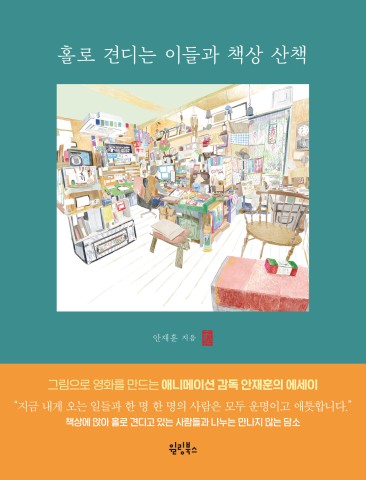 홀로 견디는 이들과 책상 산책
안재훈 지음
그림으로 영화를 만드는 애니메이션 감독 안재훈의 에세이
“지금 내게 오는 일들과 한 명 한 명의 사람은 모두 운명이고 애틋합니다.”
책상에 앉아 홀로 견디고 있는 사람들과 나누는 만나지 않는 담소
윌링북스